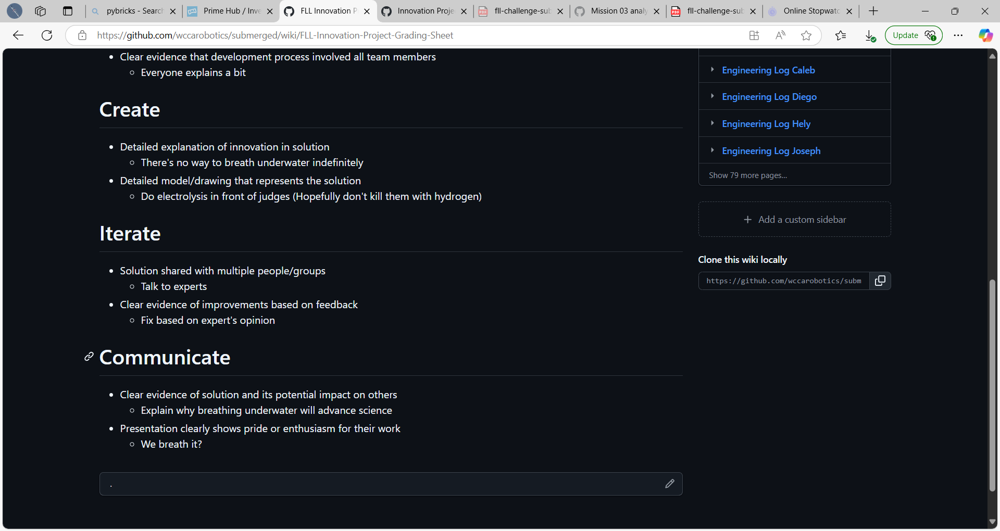 pybricks - Search
Prime Hub / Inve
FLL Innovation P
Innovation Proje
fll-challenge-sub
Mission 03 analy
fll-challenge-sub
Online Stopwatc
https://github.com/wccarobotics/submerged/wiki/FLL-Innovation-Project-Grading-Sheet
Update
Clear evidence that development process involved all team members
Everyone explains a bit
Create
Detailed explanation of innovation in solution
There's no way to breath underwater indefinitely
Detailed model/drawing that represents the solution
Do electrolysis in front of judges (Hopefully don't kill them with hydrogen)
Iterate
Solution shared with multiple people/groups
Talk to experts
Clear evidence of improvements based on feedback
Fix based on expert's opinion
Communicate
Clear evidence of solution and its potential impact on others
Explain why breathing underwater will advance science
Presentation clearly shows pride or enthusiasm for their work
We breath it?
.
Engineering Log Caleb
Engineering Log Diego
Engineering Log Hely
Engineering Log Joseph
Show 79 more pages...
Add a custom sidebar
Clone this wiki locally
https://github.com/wccarobotics/subm